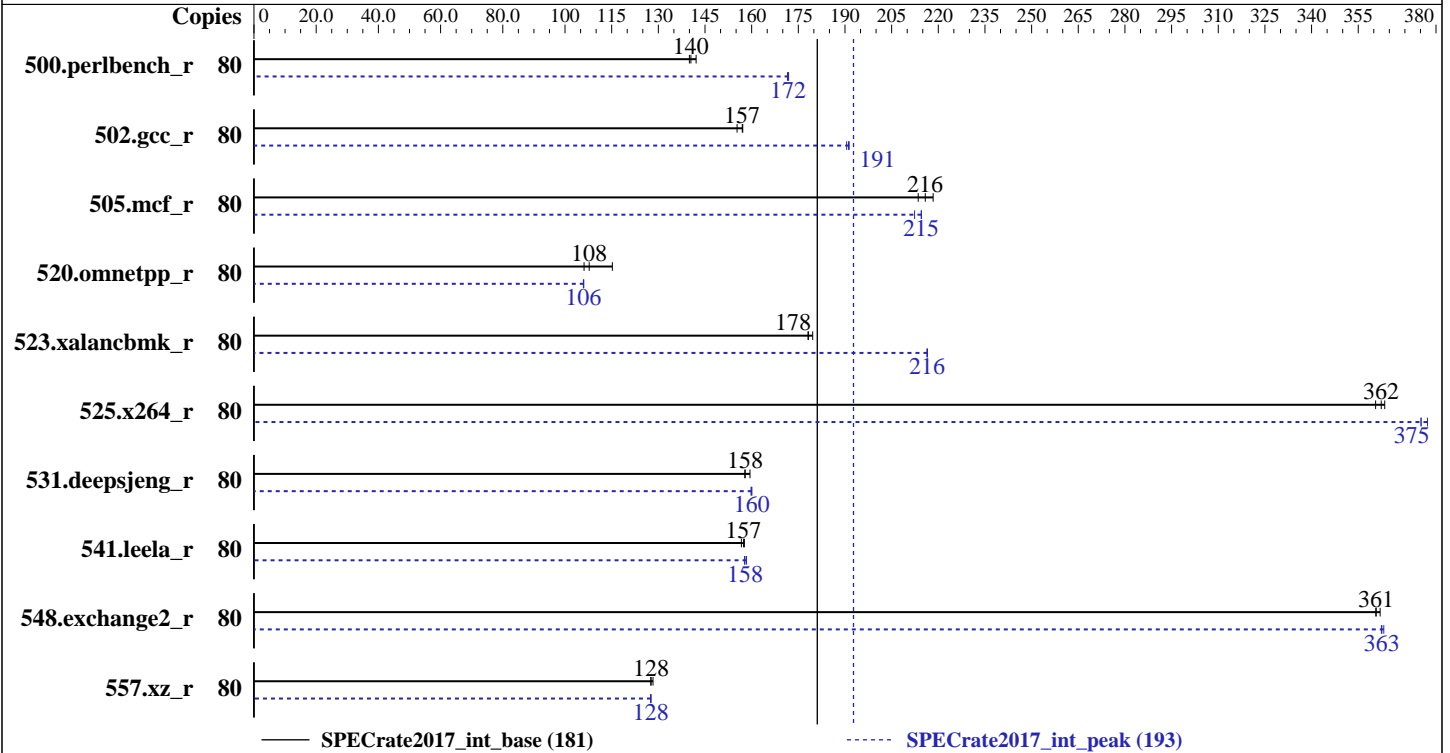 Copies 0 20.0 40.0 60.0 80.0 100 115 130 145 160 175 190 205 220 235 250 265 280 295 310 325 340 355 380
140
500.perlbench_r 80
172
157
502.gcc_r 80
191
216
505.mcf_r 80
215
108
520.omnetpp_r 80
106
178
523.xalancbmk_r 80
216
362
525.x264_r 80
375
158
531.deepsjeng_r 80
160
157
541.leela_r 80
158
361
548.exchange2_r 80
363
128
557.xz_r 80
128
SPECrate2017_int_base (181) SPECrate2017_int_peak (193)